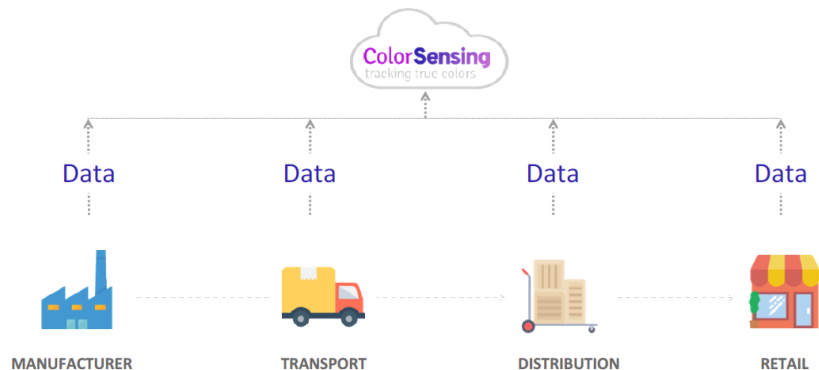 ColorSensing
tracking true colors
Data Data Data Data
MANUFACTURER TRANSPORT DISTRIBUTION RETAIL